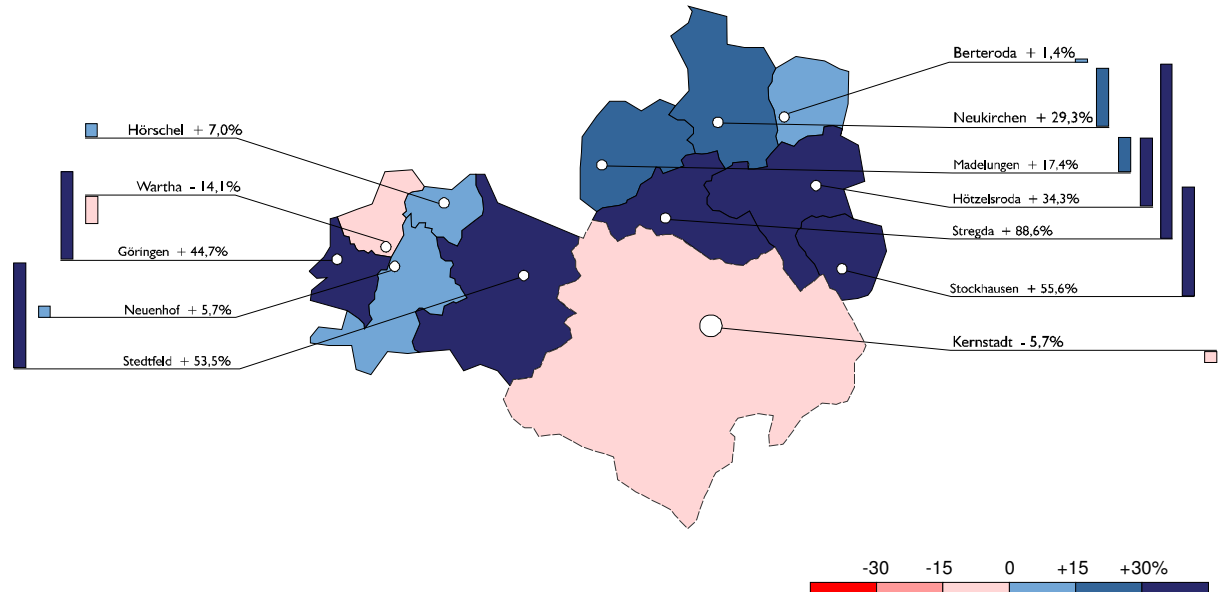 Berteroda + 1,4%
Neukirchen + 29,3%
Hörschel + 7,0%
Madelungen + 17,4%
Wartha - 14,1%
Hötzelsroda + 34,3%
Stregda + 88,6%
Göringen + 44,7%
Stockhausen + 55,6%
Neuenhof + 5,7%
Kernstadt - 5,7%
Stedtfeld + 53,5%
-30 -15 0 +15 +30%